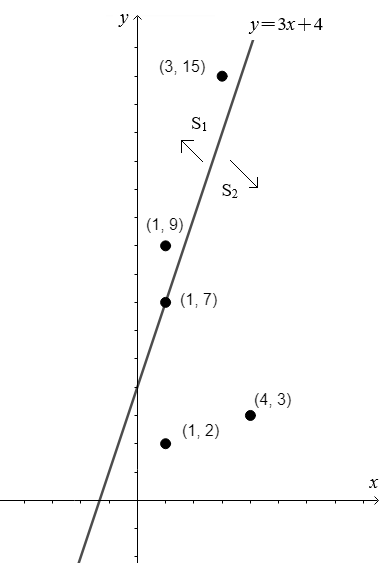 y
y=3x+4
(3, 15)
S₁
S₂
(1, 9)
(1, 7)
(4, 3)
(1, 2)
x